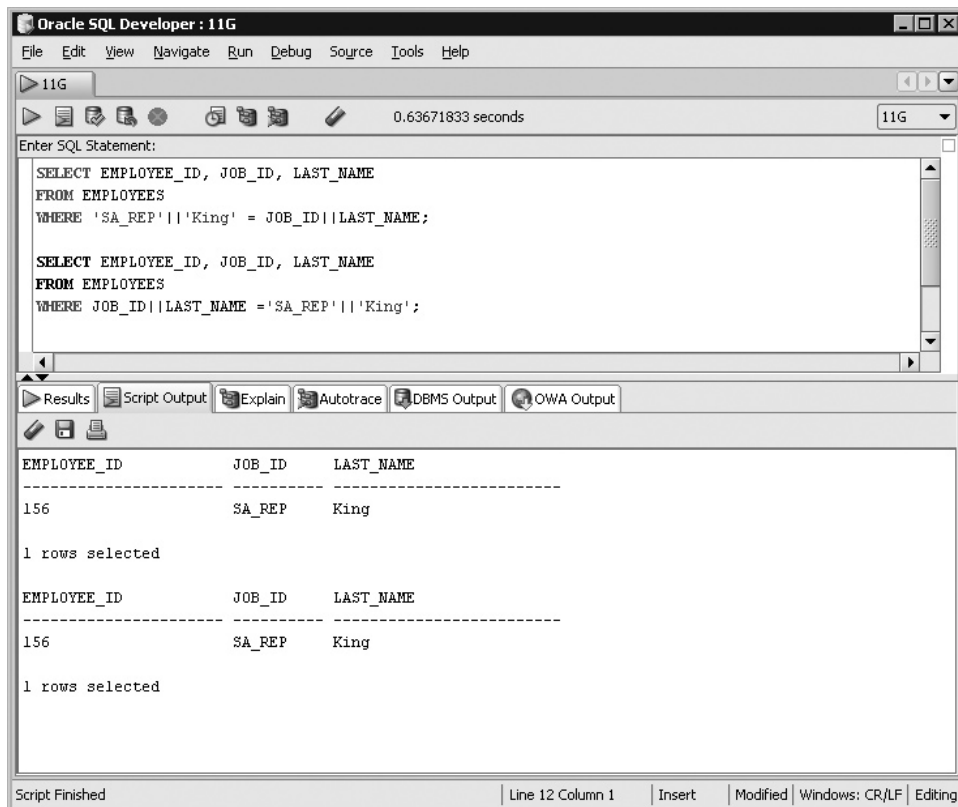 Oracle SQL Developer : 11G
File Edit View Navigate Run Debug Source Tools Help
11G
0.63671833 seconds 11G
Enter SQL Statement:
SELECT EMPLOYEE_ID, JOB_ID, LAST_NAME
FROM EMPLOYEES
WHERE 'SA_REP'||'King' = JOB_ID||LAST_NAME;
SELECT EMPLOYEE_ID, JOB_ID, LAST_NAME
FROM EMPLOYEES
WHERE JOB_ID||LAST_NAME ='SA_REP'||'King';
Results Script Output Explain Autotrace DBMS Output OWA Output
EMPLOYEE_ID JOB_ID LAST_NAME
---------------------- ---------- -------------------------
156 SA_REP King
1 rows selected
EMPLOYEE_ID JOB_ID LAST_NAME
---------------------- ---------- -------------------------
156 SA_REP King
1 rows selected
Script Finished Line 12 Column 1 Insert Modified Windows: CR/LF Editing